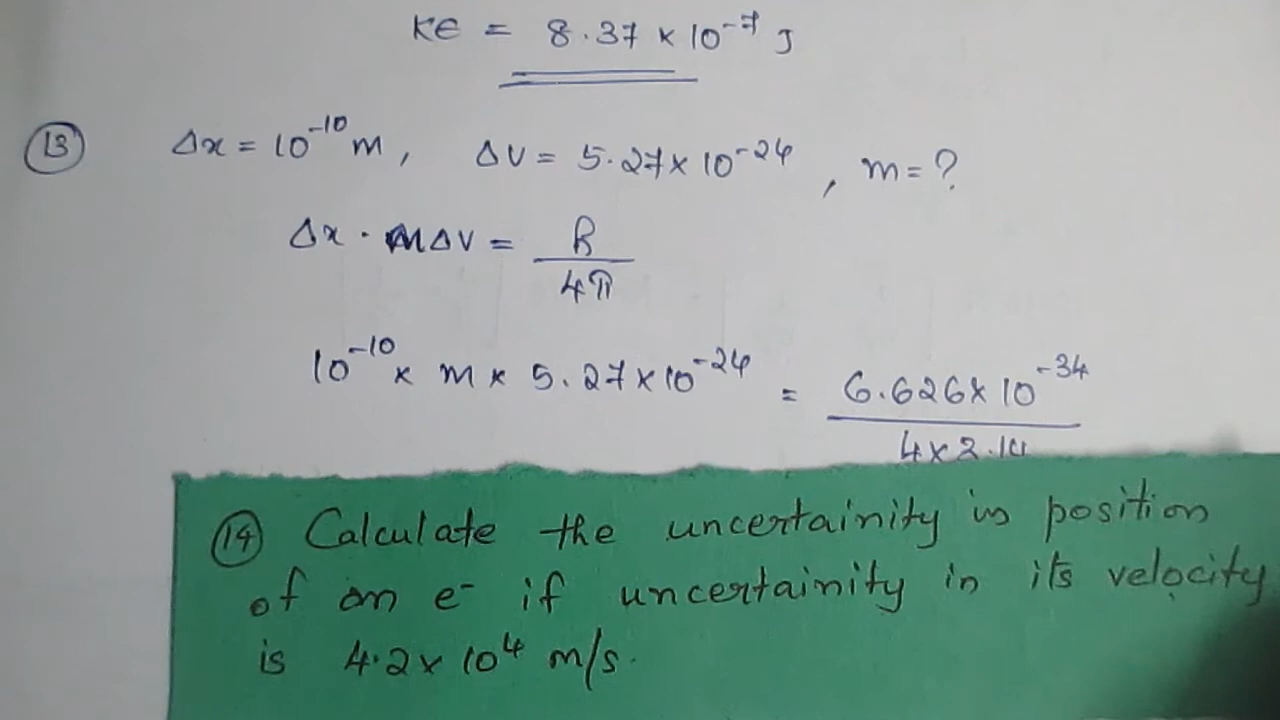 KE = 8.37 × 10⁻⁷ J
13 Δx = 10⁻¹⁰ m, Δv = 5.27 × 10⁻²⁴, m = ?
Δx · mΔv = h / 4π
10⁻¹⁰ × m × 5.27 × 10⁻²⁴ = 6.626 × 10⁻³⁴ / 4 × 3.14
14 Calculate the uncertainity in position
of an e⁻ if uncertainity in its velocity
is 4.2 × 10⁴ m/s.